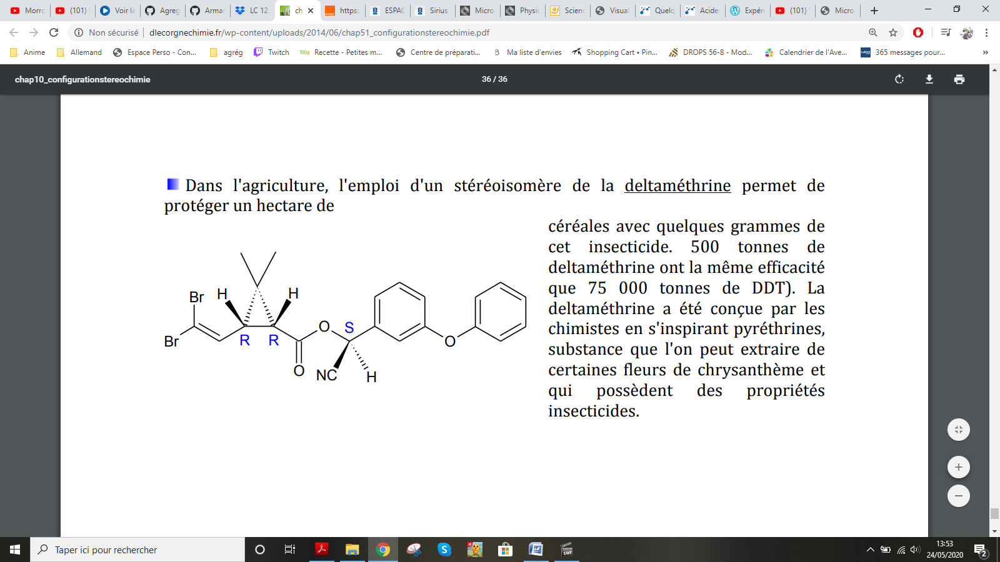 Morro (101) Voir la Agreg Armar LC 12. ch https: ESPAC Sirius Micro Physic Scienc Visual Quelq Acides Expéri (101) Micro
Non sécurisé | dlecorgnechimie.fr/wp-content/uploads/2014/06/chap51_configurationstereochimie.pdf
Anime Allemand Espace Perso - Con... agrég Twitch 750g Recette - Petites m... Centre de préparati... B Ma liste d'envies Shopping Cart • Pin... DROPS 56-8 - Mod... Calendrier de l'Ave... 365 messages pour... »
chap10_configurationstereochimie 36 / 36
Dans l'agriculture, l'emploi d'un stéréoisomère de la deltaméthrine permet de
protéger un hectare de
céréales avec quelques grammes de
cet insecticide. 500 tonnes de
deltaméthrine ont la même efficacité
que 75 000 tonnes de DDT). La
deltaméthrine a été conçue par les
chimistes en s'inspirant pyréthrines,
substance que l'on peut extraire de
certaines fleurs de chrysanthème et
qui possèdent des propriétés
insecticides.
Br H H
O S
Br R R O
O NC H
Taper ici pour rechercher
13:53
24/05/2020
2